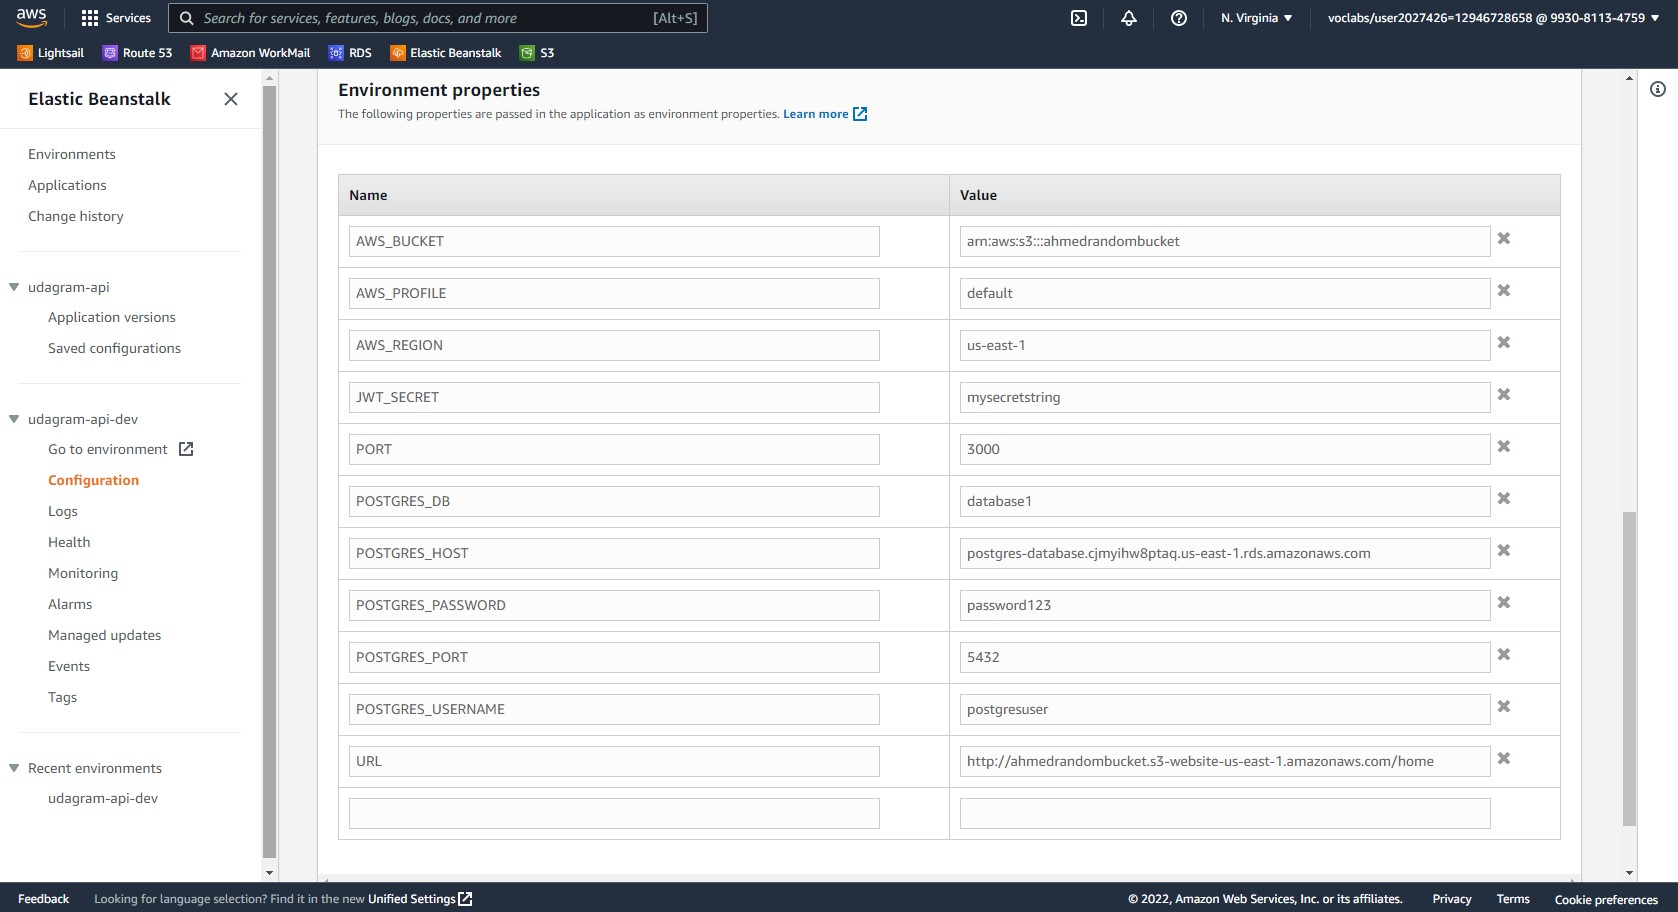 aws
Services
Search for services, features, blogs, docs, and more
[Alt+S]
N. Virginia
voclabs/user2027426=12946728658 @ 9930-8113-4759
Lightsail
Route 53
Amazon WorkMail
RDS
Elastic Beanstalk
S3
Elastic Beanstalk
Environments
Applications
Change history
udagram-api
Application versions
Saved configurations
udagram-api-dev
Go to environment
Configuration
Logs
Health
Monitoring
Alarms
Managed updates
Events
Tags
Recent environments
udagram-api-dev
Environment properties
The following properties are passed in the application as environment properties. Learn more
Name Value
AWS_BUCKET arn:aws:s3:::ahmedrandombucket
AWS_PROFILE default
AWS_REGION us-east-1
JWT_SECRET mysecretstring
PORT 3000
POSTGRES_DB database1
POSTGRES_HOST postgres-database.cjmyihw8ptaq.us-east-1.rds.amazonaws.com
POSTGRES_PASSWORD password123
POSTGRES_PORT 5432
POSTGRES_USERNAME postgresuser
URL http://ahmedrandombucket.s3-website-us-east-1.amazonaws.com/home
Feedback
Looking for language selection? Find it in the new Unified Settings
© 2022, Amazon Web Services, Inc. or its affiliates.
Privacy
Terms
Cookie preferences